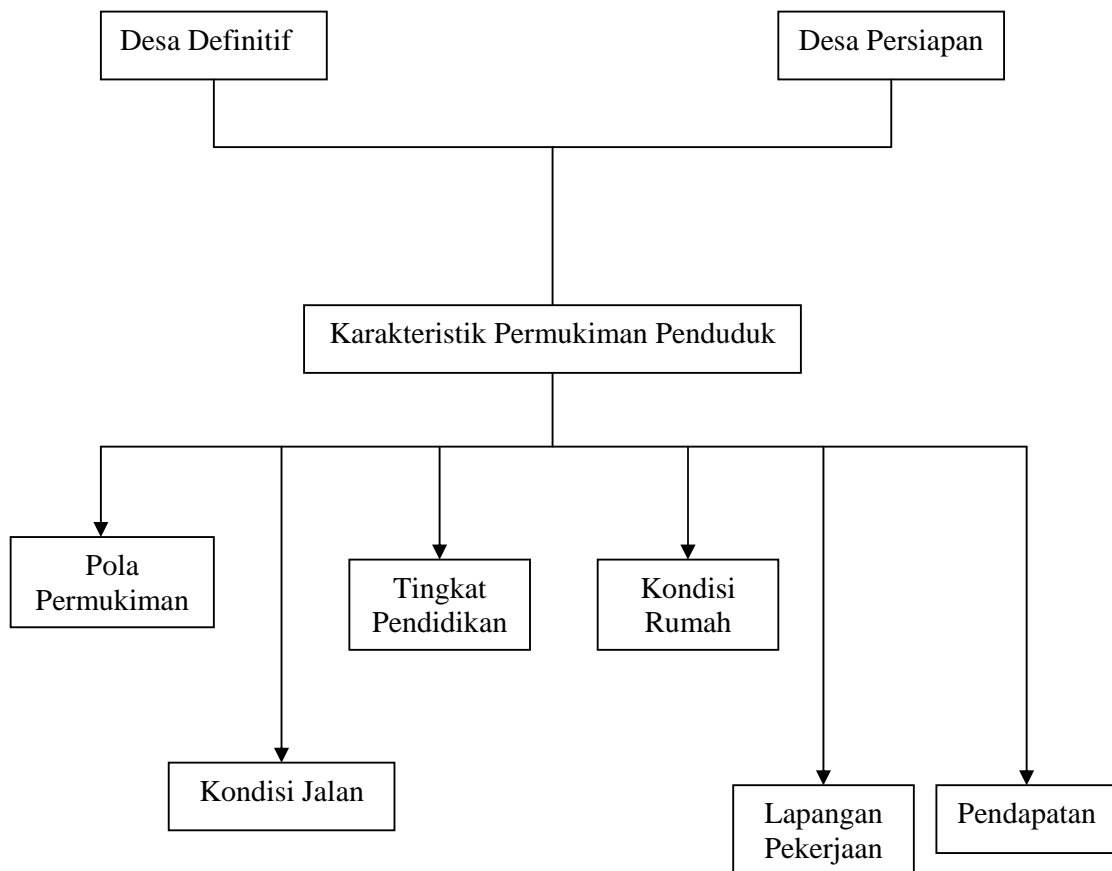 Desa Definitif
Desa Persiapan
Karakteristik Permukiman Penduduk
Pola
Permukiman
Tingkat
Pendidikan
Kondisi
Rumah
Kondisi Jalan
Lapangan
Pekerjaan
Pendapatan